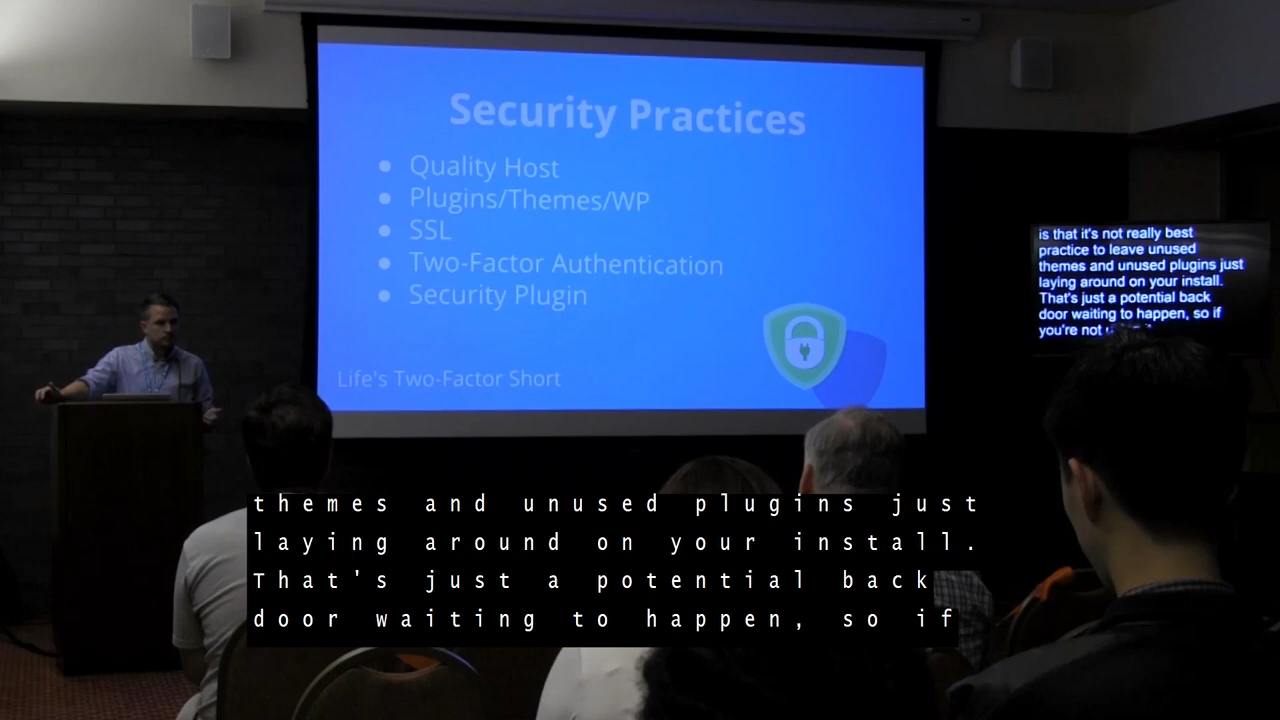 Security Practices
● Quality Host
● Plugins/Themes/WP
● SSL
● Two-Factor Authentication
● Security Plugin
Life's Two-Factor Short
is that it's not really best
practice to leave unused
themes and unused plugins just
laying around on your install.
That's just a potential back
door waiting to happen, so if
you're not
themes and unused plugins just
laying around on your install.
That's just a potential back
door waiting to happen, so if